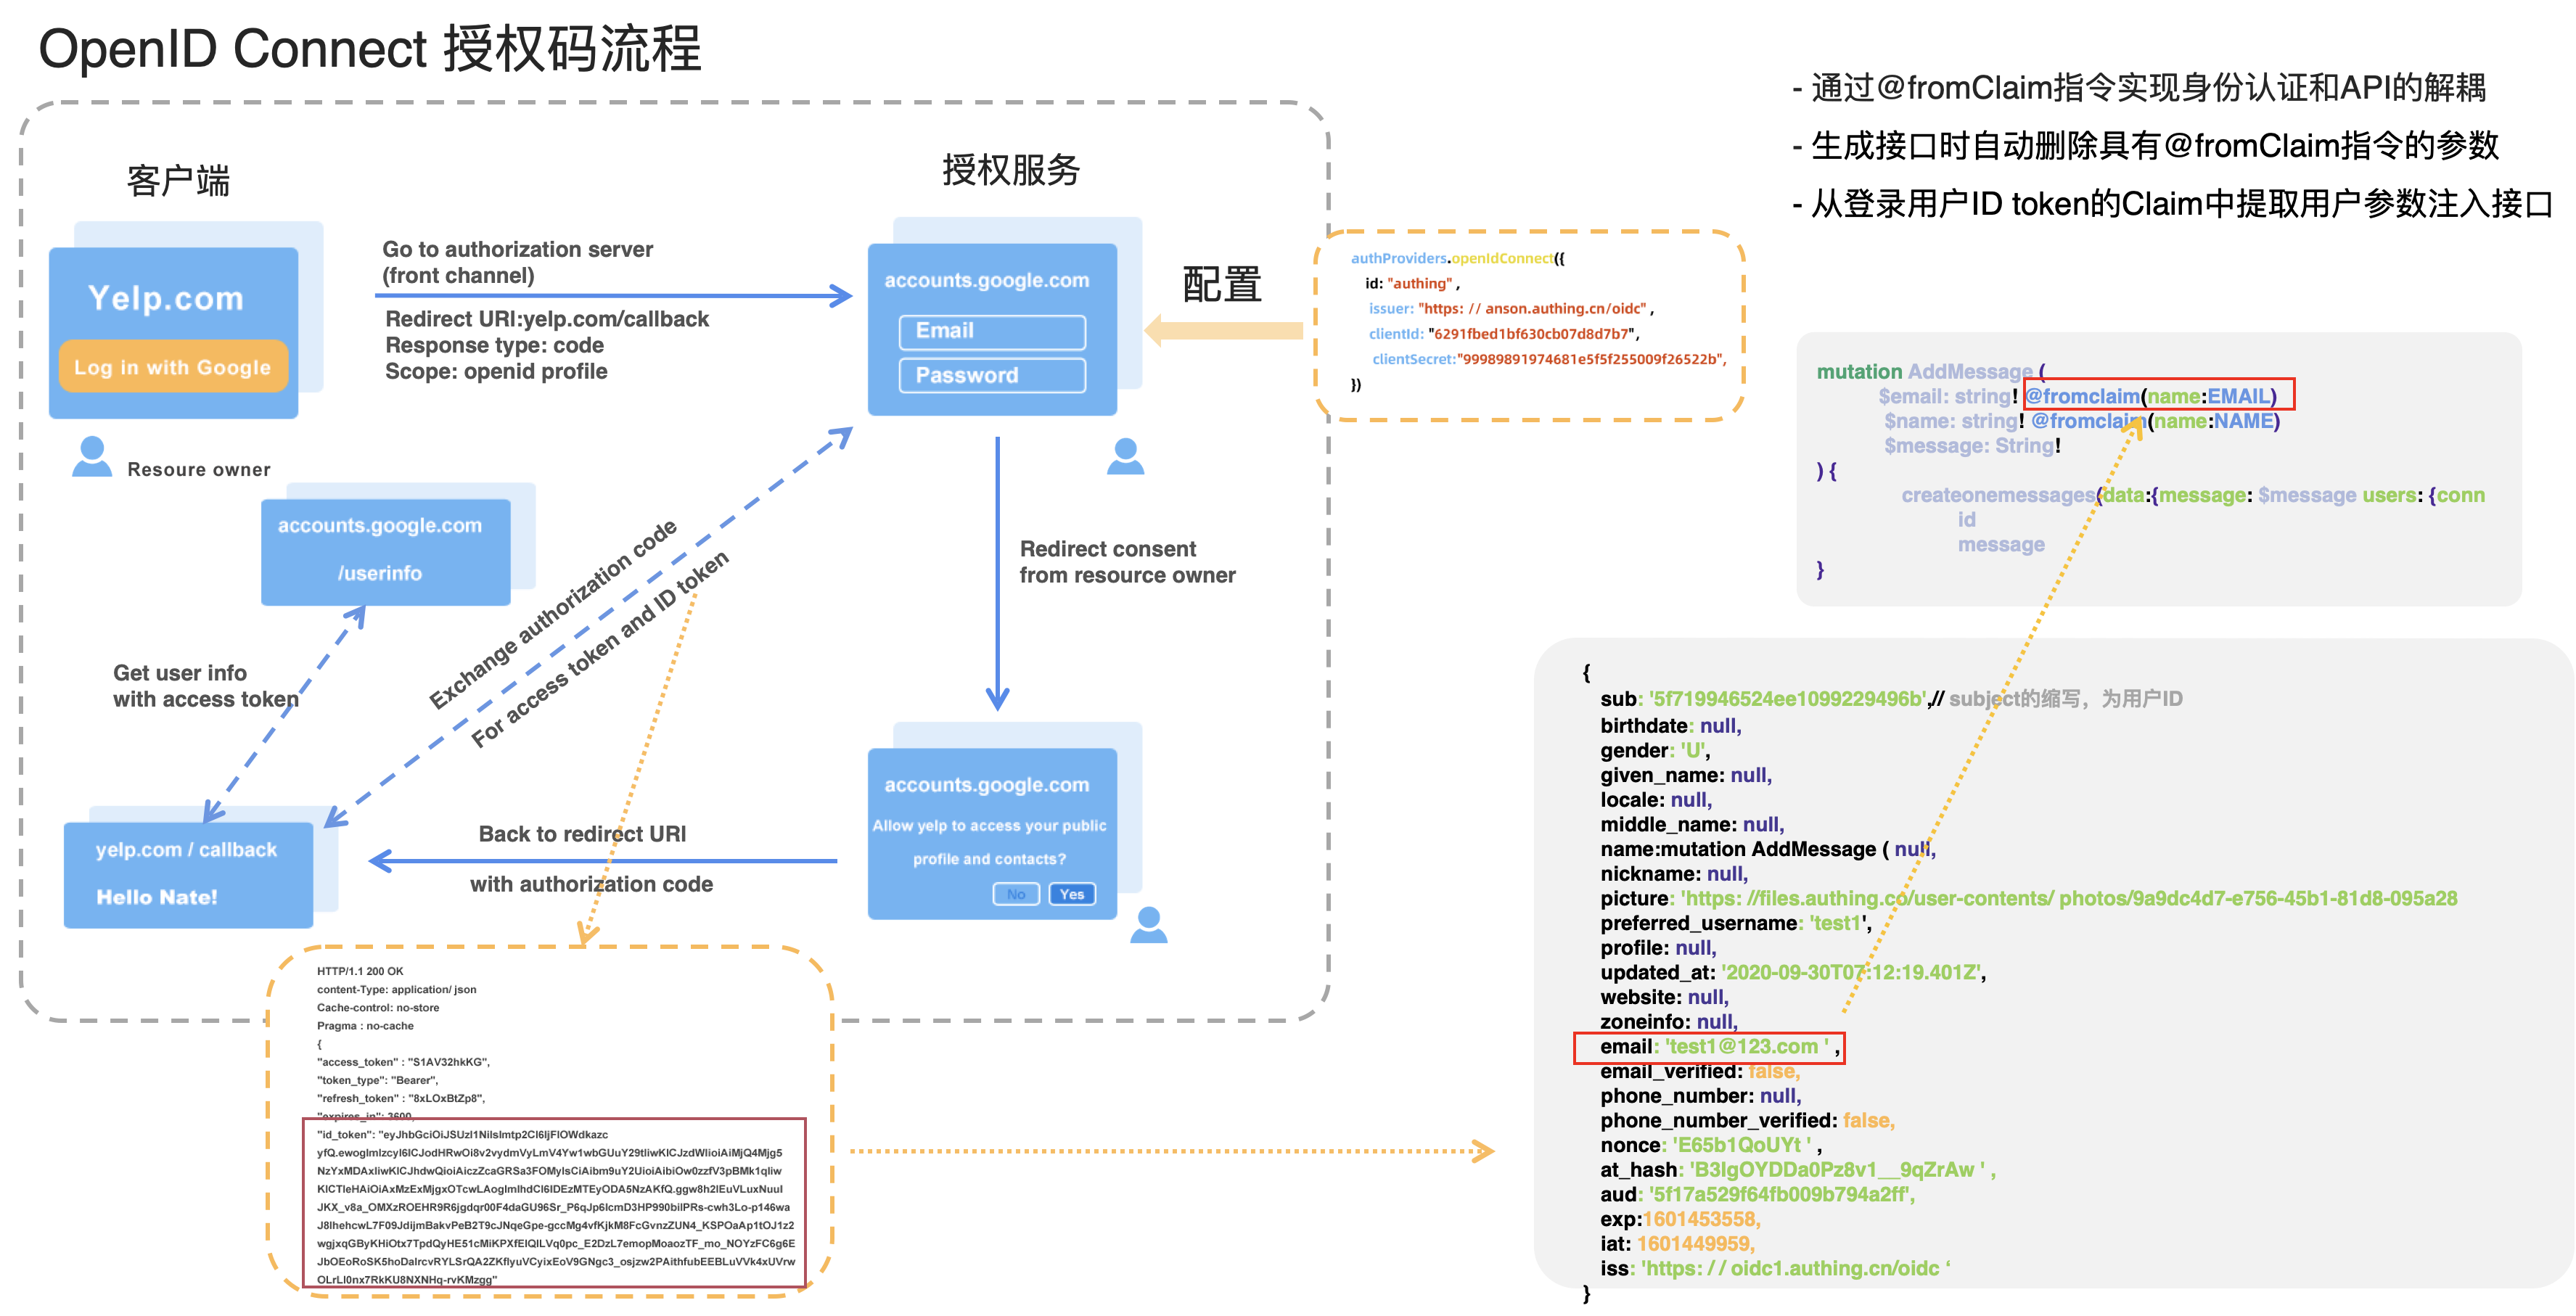 OpenID Connect 授权码流程
- 通过@fromClaim指令实现身份认证和API的解耦
- 生成接口时自动删除具有@fromClaim指令的参数
- 从登录用户ID token的Claim中提取用户参数注入接口
客户端
授权服务
Yelp.com
Log in with Google
Resoure owner
Go to authorization server
(front channel)
Redirect URI:yelp.com/callback
Response type: code
Scope: openid profile
accounts.google.com
Email
Password
配置
authProviders.openIdConnect({
id: "authing" ,
issuer: "https: // anson.authing.cn/oidc" ,
clientId: "6291fbed1bf630cb07d8d7b7",
clientSecret:"99989891974681e5f5f255009f26522b",
})
accounts.google.com
/userinfo
Get user info
with access token
Exchange authorization code
For access token and ID token
Redirect consent
from resource owner
yelp.com / callback
Hello Nate!
Back to redirect URI
with authorization code
accounts.google.com
Allow yelp to access your public
profile and contacts?
No
Yes
HTTP/1.1 200 OK
content-Type: application/ json
Cache-control: no-store
Pragma : no-cache
{
"access_token" : "S1AV32hkKG",
"token_type": "Bearer",
"refresh_token" : "8xLOxBtZp8",
"expires_in": 3600,
"id_token":
mutation AddMessage (
$email: string! @fromclaim(name:EMAIL)
$name: string! @fromclaim(name:NAME)
$message: String!
) {
createonemessages(data:{message: $message users: {conn
id
message
}
{
sub: '5f719946524ee1099229496b',// subject的缩写，为用户ID
birthdate: null,
gender: 'U',
given_name: null,
locale: null,
middle_name: null,
name:mutation AddMessage ( null,
nickname: null,
picture: 'https: //files.authing.co/user-contents/ photos/9a9dc4d7-e756-45b1-81d8-095a28
preferred_username: 'test1',
profile: null,
updated_at: '2020-09-30T07:12:19.401Z',
website: null,
zoneinfo: null,
email: 'test1@123.com ' ,
email_verified: false,
phone_number: null,
phone_number_verified: false,
nonce: 'E65b1QoUYt ' ,
at_hash: 'B3IgOYDDa0Pz8v1__9qZrAw ' ,
aud: '5f17a529f64fb009b794a2ff',
exp:1601453558,
iat: 1601449959,
iss: 'https: / / oidc1.authing.cn/oidc ‘
}